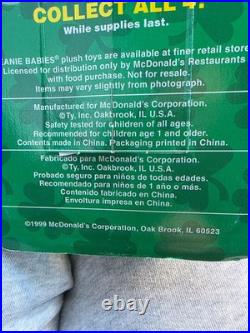 COLLECT ALL 4!
While supplies last.
EANIE BABIES® plush toys are available at finer retail store
Licensed for distribution only by McDonald's Restaurants
with food purchase. Not for resale.
Items may vary slightly from photograph.
Manufactured for McDonald's Corporation.
©Ty, Inc. Oakbrook, IL U.S.A.
Safety tested for children of all ages.
Recommended for children age 1 and older.
Contents made in China. Packaging printed in China.
Fabricado para McDonald's Corporation.
©Ty, Inc. Oakbrook, IL U.S.A.
Probado seguro para niños de todas edades.
Recomendado para niños de 1 año o más.
Contenido fabricado en China.
Envoltura impresa en China.
©1999 McDonald's Corporation, Oak Brook, IL 60523